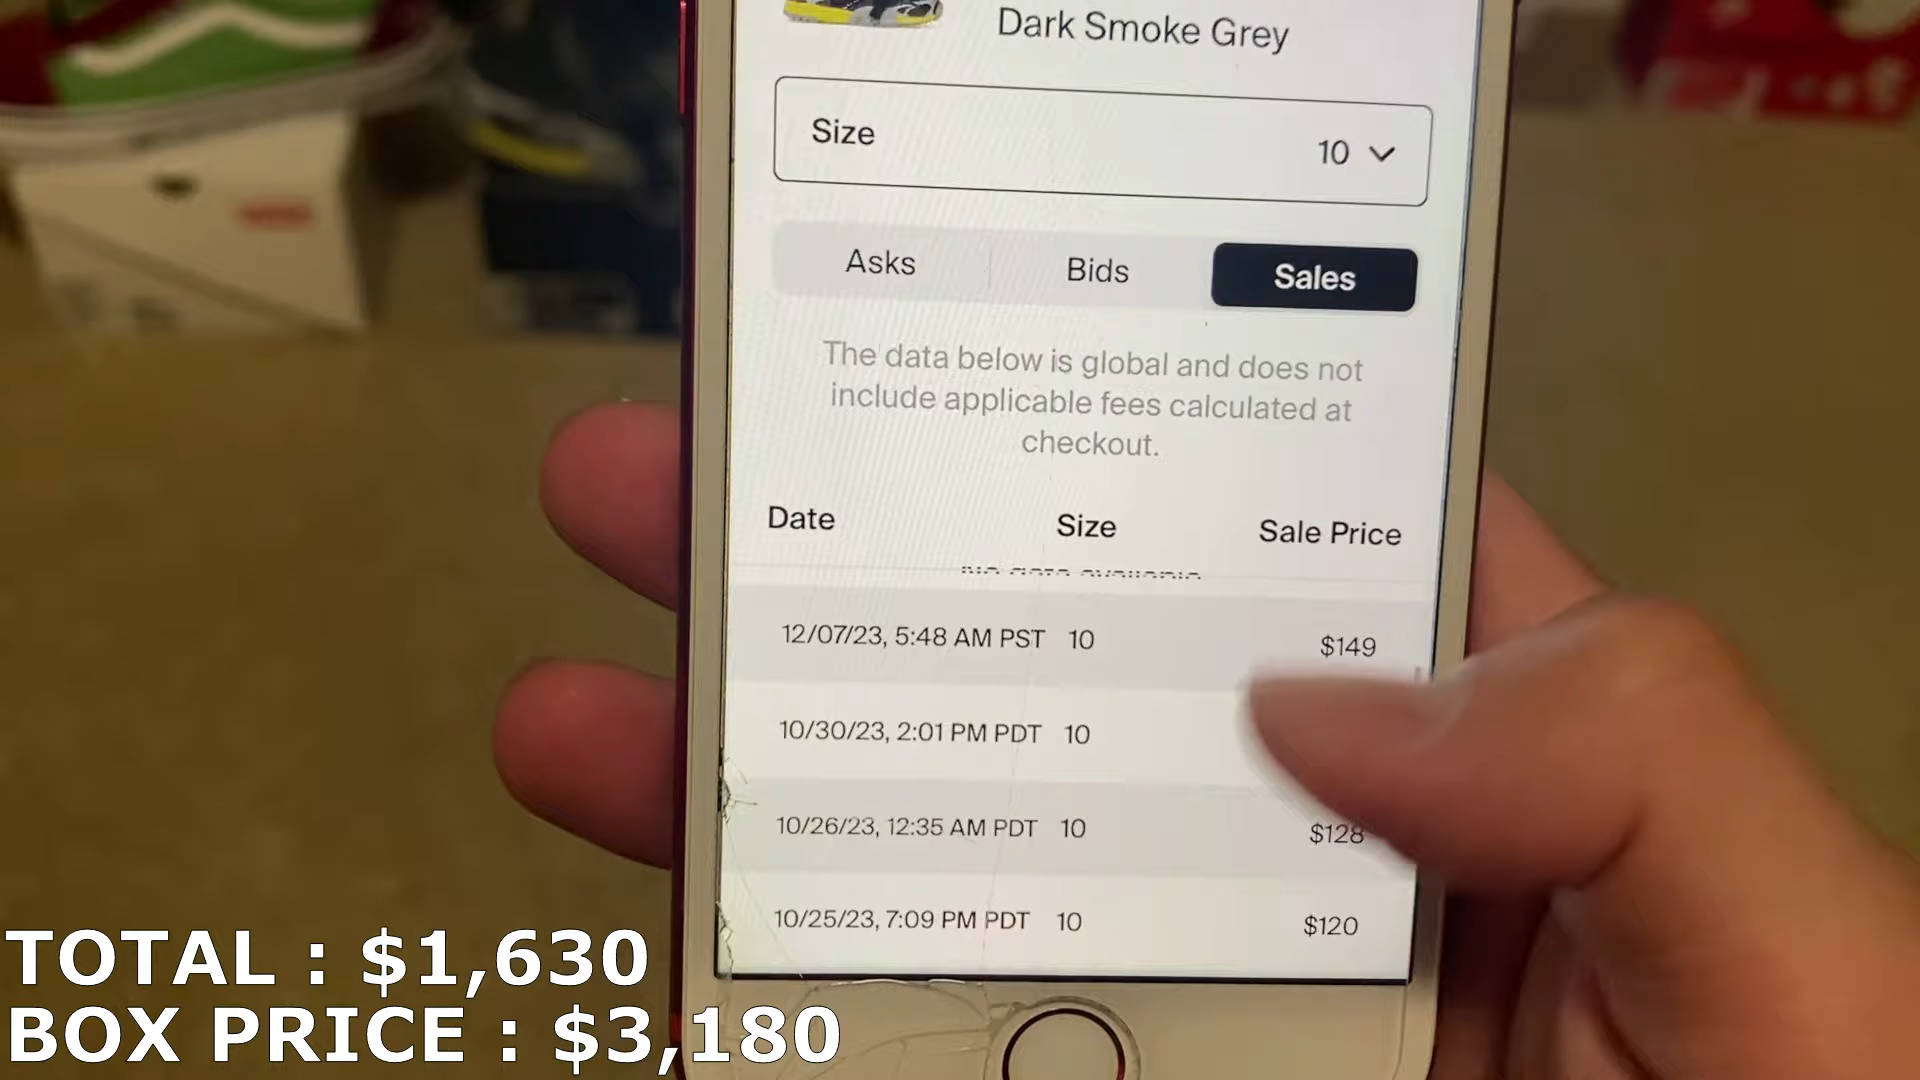 Dark Smoke Grey
Size 10
Asks Bids Sales
The data below is global and does not
include applicable fees calculated at
checkout.
Date Size Sale Price
12/07/23, 5:48 AM PST 10 $149
10/30/23, 2:01 PM PDT 10
10/26/23, 12:35 AM PDT 10 $128
10/25/23, 7:09 PM PDT 10 $120
TOTAL : $1,630
BOX PRICE : $3,180